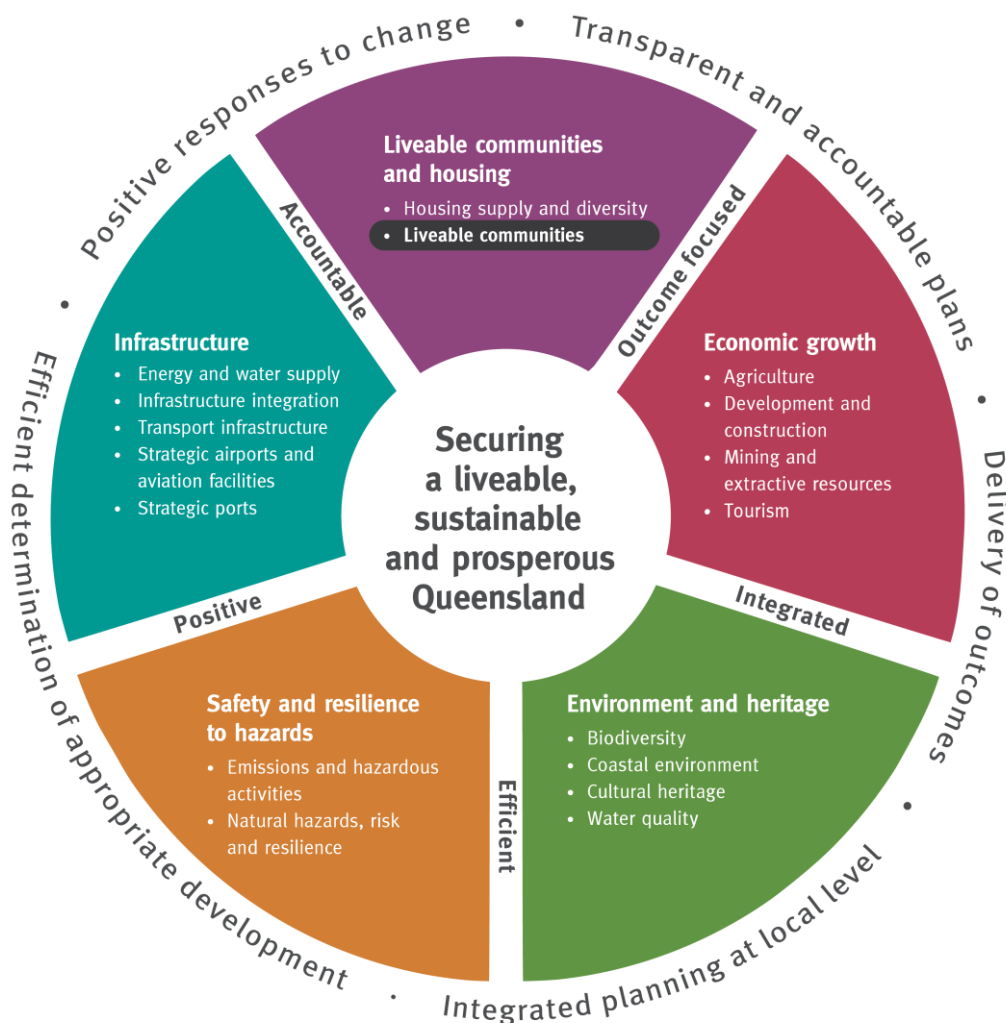 Positive responses to change
•
Transparent and accountable plans
•
Delivery of outcomes
•
Integrated planning at local level
•
Efficient determination of appropriate development
•
Liveable communities
and housing
• Housing supply and diversity
• Liveable communities
Accountable
Outcome focused
Infrastructure
• Energy and water supply
• Infrastructure integration
• Transport infrastructure
• Strategic airports and
aviation facilities
• Strategic ports
Economic growth
• Agriculture
• Development and
construction
• Mining and
extractive resources
• Tourism
Securing
a liveable,
sustainable
and prosperous
Queensland
Positive
Integrated
Safety and resilience
to hazards
• Emissions and hazardous
activities
• Natural hazards, risk
and resilience
Efficient
Environment and heritage
• Biodiversity
• Coastal environment
• Cultural heritage
• Water quality